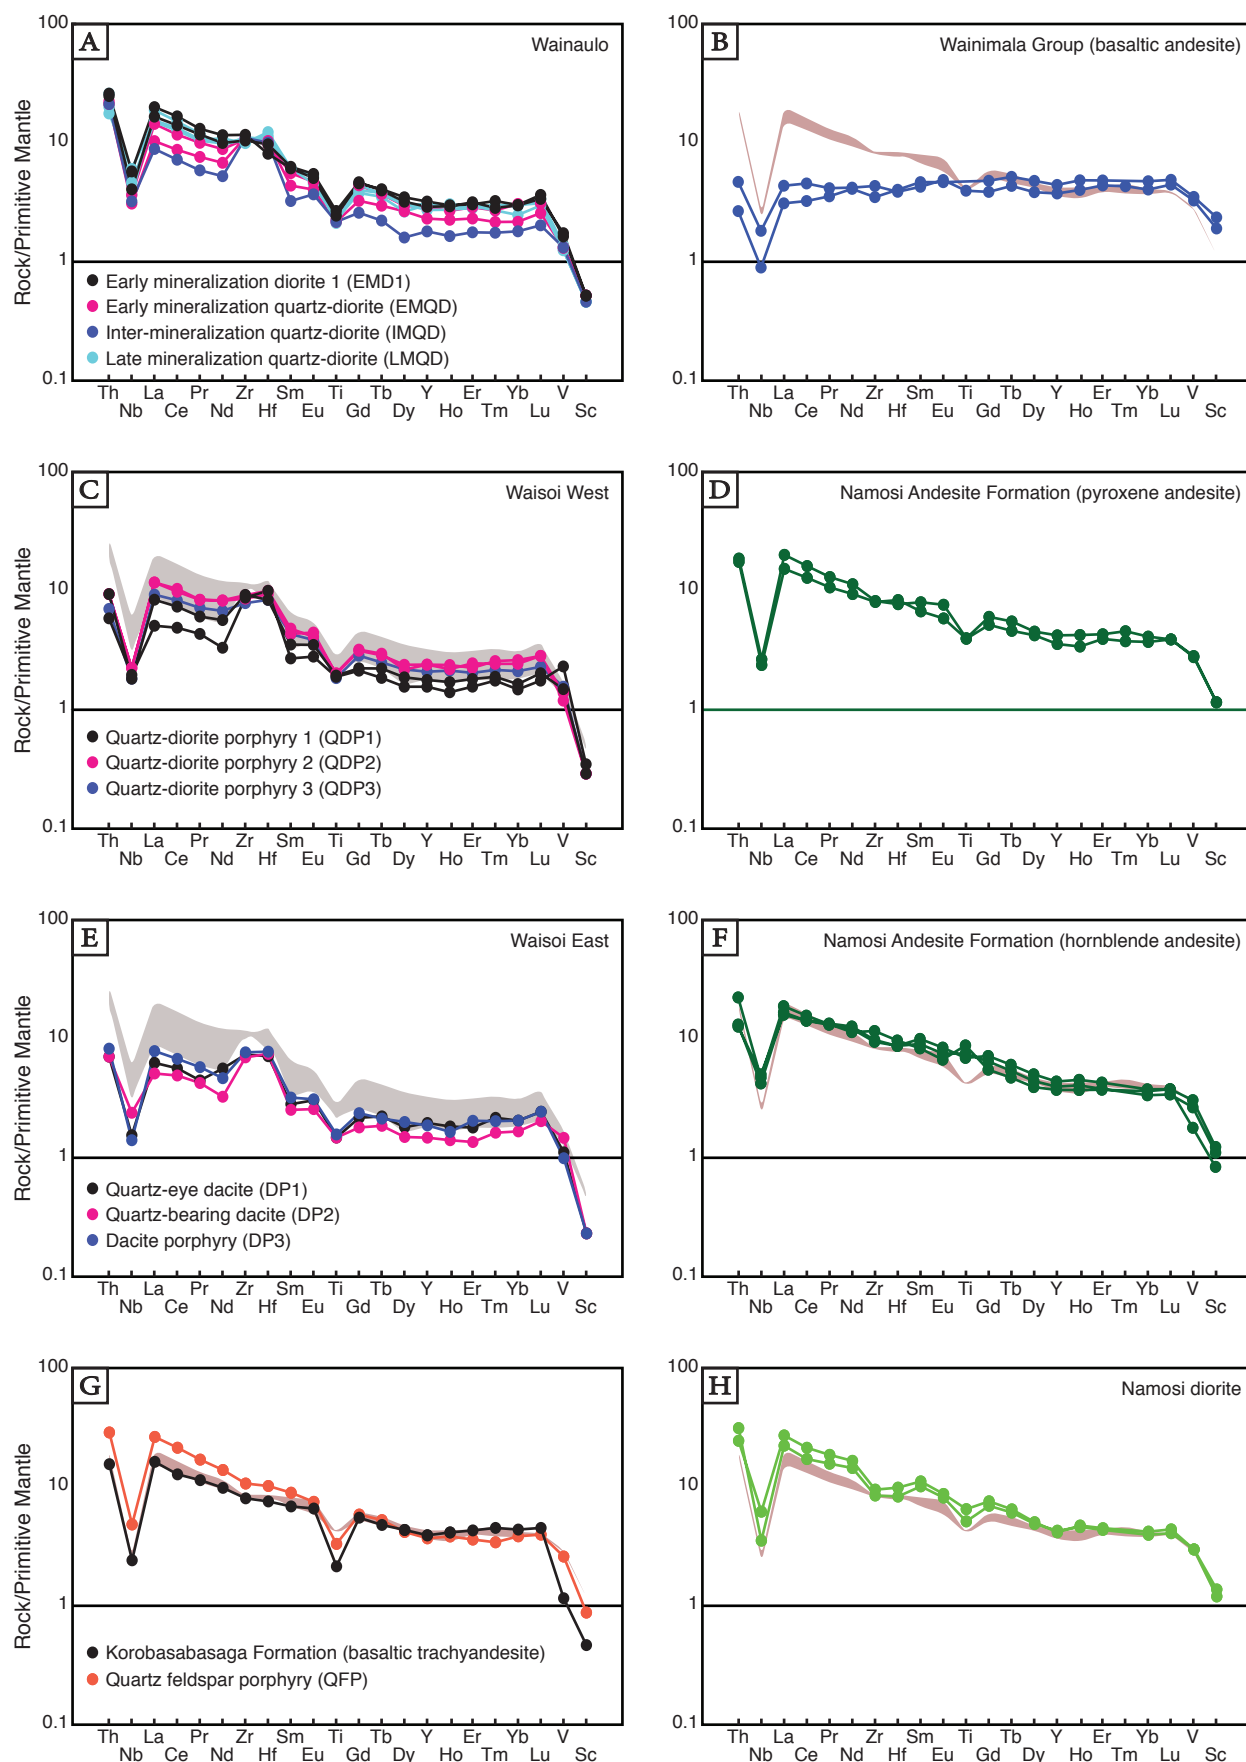 A
Wainaulo
Rock/Primitive Mantle
100
10
1
0.1
Early mineralization diorite 1 (EMD1)
Early mineralization quartz-diorite (EMQD)
Inter-mineralization quartz-diorite (IMQD)
Late mineralization quartz-diorite (LMQD)
Th La Pr Zr Sm Ti Tb Y Er Yb V
Nb Ce Nd Hf Eu Gd Dy Ho Tm Lu Sc
B
Wainimala Group (basaltic andesite)
100
10
1
0.1
Th La Pr Zr Sm Ti Tb Y Er Yb V
Nb Ce Nd Hf Eu Gd Dy Ho Tm Lu Sc
C
Waisoi West
Rock/Primitive Mantle
100
10
1
0.1
Quartz-diorite porphyry 1 (QDP1)
Quartz-diorite porphyry 2 (QDP2)
Quartz-diorite porphyry 3 (QDP3)
Th La Pr Zr Sm Ti Tb Y Er Yb V
Nb Ce Nd Hf Eu Gd Dy Ho Tm Lu Sc
D
Namosi Andesite Formation (pyroxene andesite)
100
10
1
0.1
Th La Pr Zr Sm Ti Tb Y Er Yb V
Nb Ce Nd Hf Eu Gd Dy Ho Tm Lu Sc
E
Waisoi East
Rock/Primitive Mantle
100
10
1
0.1
Quartz-eye dacite (DP1)
Quartz-bearing dacite (DP2)
Dacite porphyry (DP3)
Th La Pr Zr Sm Ti Tb Y Er Yb V
Nb Ce Nd Hf Eu Gd Dy Ho Tm Lu Sc
F
Namosi Andesite Formation (hornblende andesite)
100
10
1
0.1
Th La Pr Zr Sm Ti Tb Y Er Yb V
Nb Ce Nd Hf Eu Gd Dy Ho Tm Lu Sc
G
Rock/Primitive Mantle
100
10
1
0.1
Korobasabasaga Formation (basaltic trachyandesite)
Quartz feldspar porphyry (QFP)
Th La Pr Zr Sm Ti Tb Y Er Yb V
Nb Ce Nd Hf Eu Gd Dy Ho Tm Lu Sc
H
Namosi diorite
100
10
1
0.1
Th La Pr Zr Sm Ti Tb Y Er Yb V
Nb Ce Nd Hf Eu Gd Dy Ho Tm Lu Sc